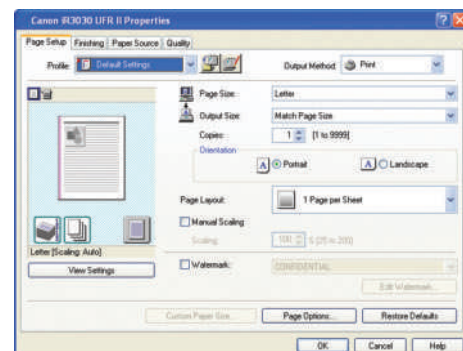 Canon iR3030 UFR II Properties
Page Setup Finishing Paper Source Quality
Profile: Default Settings Output Method: Print
Page Size: Letter
Output Size: Match Page Size
Copies: 1 [1 to 9999]
Orientation
A Portrait A Landscape
Page Layout: 1 Page per Sheet
Manual Scaling
Scaling: 100 % [25 to 200]
Letter [Scaling: Auto]
View Settings
Watermark: CONFIDENTIAL
Edit Watermark...
Custom Paper Size... Page Options... Restore Defaults
OK Cancel Help